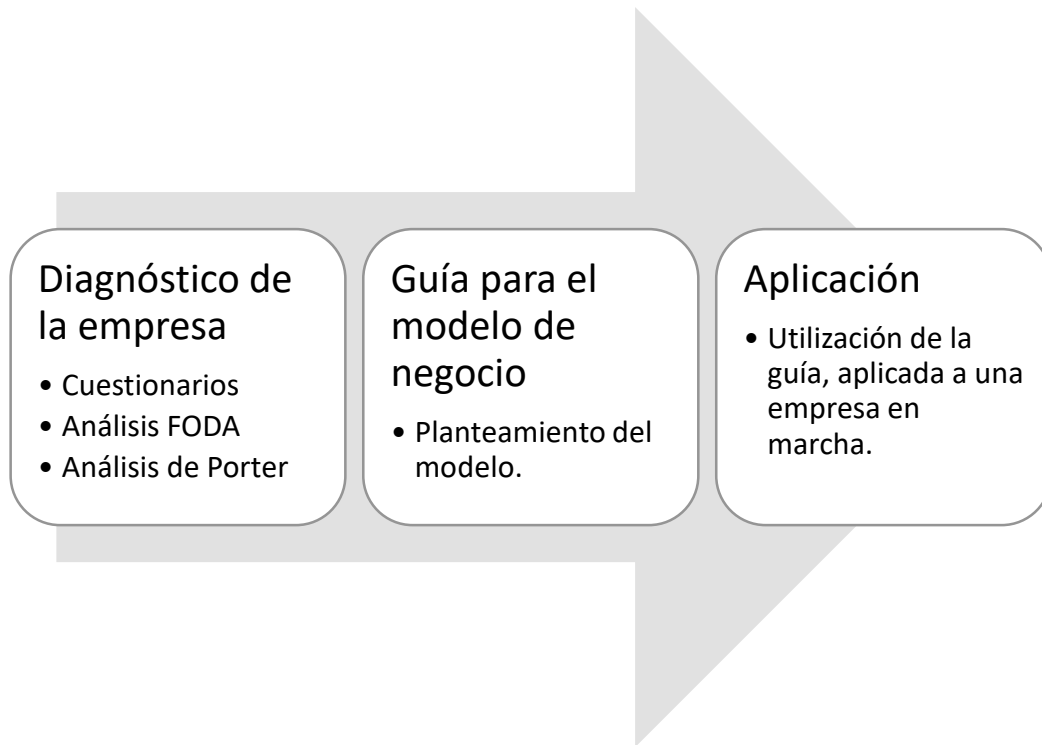 Diagnóstico de
la empresa
• Cuestionarios
• Análisis FODA
• Análisis de Porter
Guía para el
modelo de
negocio
• Planteamiento del
modelo.
Aplicación
• Utilización de la
guía, aplicada a una
empresa en
marcha.